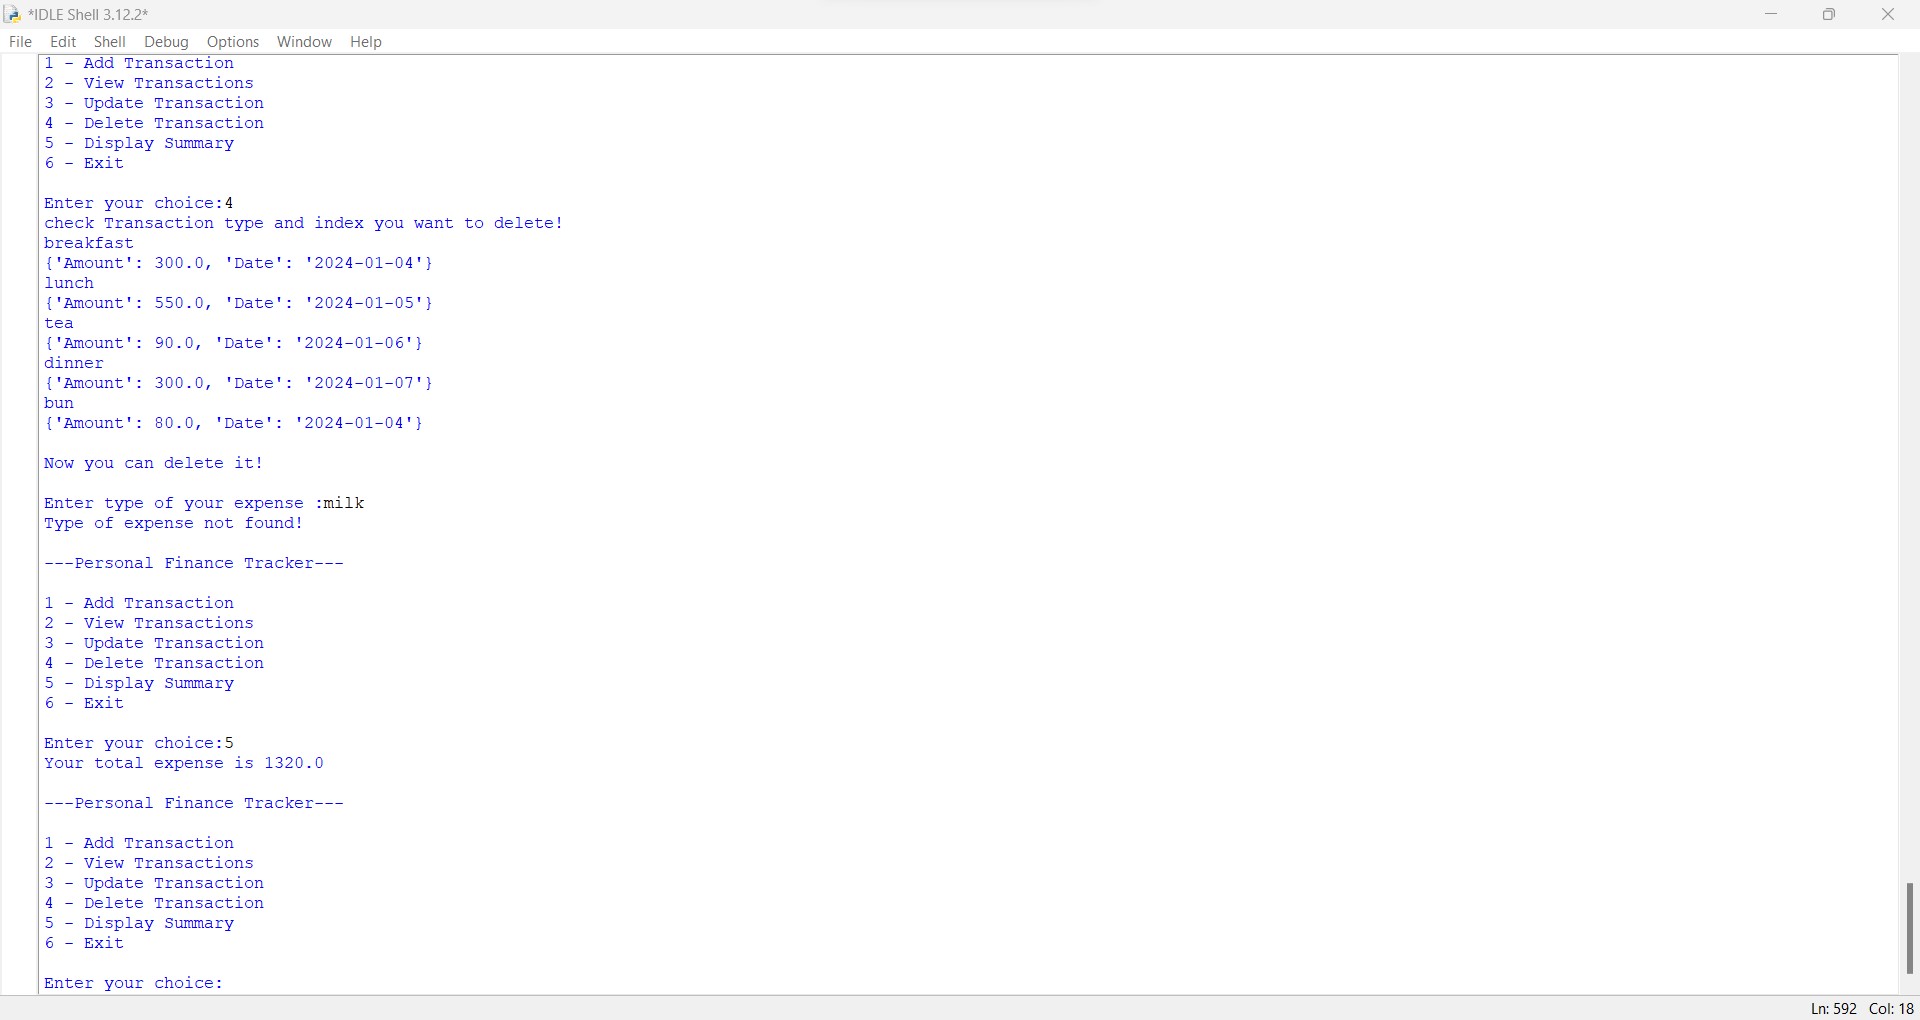 *IDLE Shell 3.12.2*
File Edit Shell Debug Options Window Help
1 - Add Transaction
2 - View Transactions
3 - Update Transaction
4 - Delete Transaction
5 - Display Summary
6 - Exit
Enter your choice:4
check Transaction type and index you want to delete!
breakfast
{'Amount': 300.0, 'Date': '2024-01-04'}
lunch
{'Amount': 550.0, 'Date': '2024-01-05'}
tea
{'Amount': 90.0, 'Date': '2024-01-06'}
dinner
{'Amount': 300.0, 'Date': '2024-01-07'}
bun
{'Amount': 80.0, 'Date': '2024-01-04'}
Now you can delete it!
Enter type of your expense :milk
Type of expense not found!
---Personal Finance Tracker---
1 - Add Transaction
2 - View Transactions
3 - Update Transaction
4 - Delete Transaction
5 - Display Summary
6 - Exit
Enter your choice:5
Your total expense is 1320.0
---Personal Finance Tracker---
1 - Add Transaction
2 - View Transactions
3 - Update Transaction
4 - Delete Transaction
5 - Display Summary
6 - Exit
Enter your choice:
Ln: 592 Col: 18